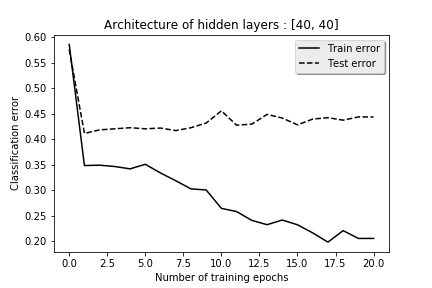 Architecture of hidden layers : [40, 40]
Train error
Test error
Classification error
0.60
0.55
0.50
0.45
0.40
0.35
0.30
0.25
0.20
0.0 2.5 5.0 7.5 10.0 12.5 15.0 17.5 20.0
Number of training epochs